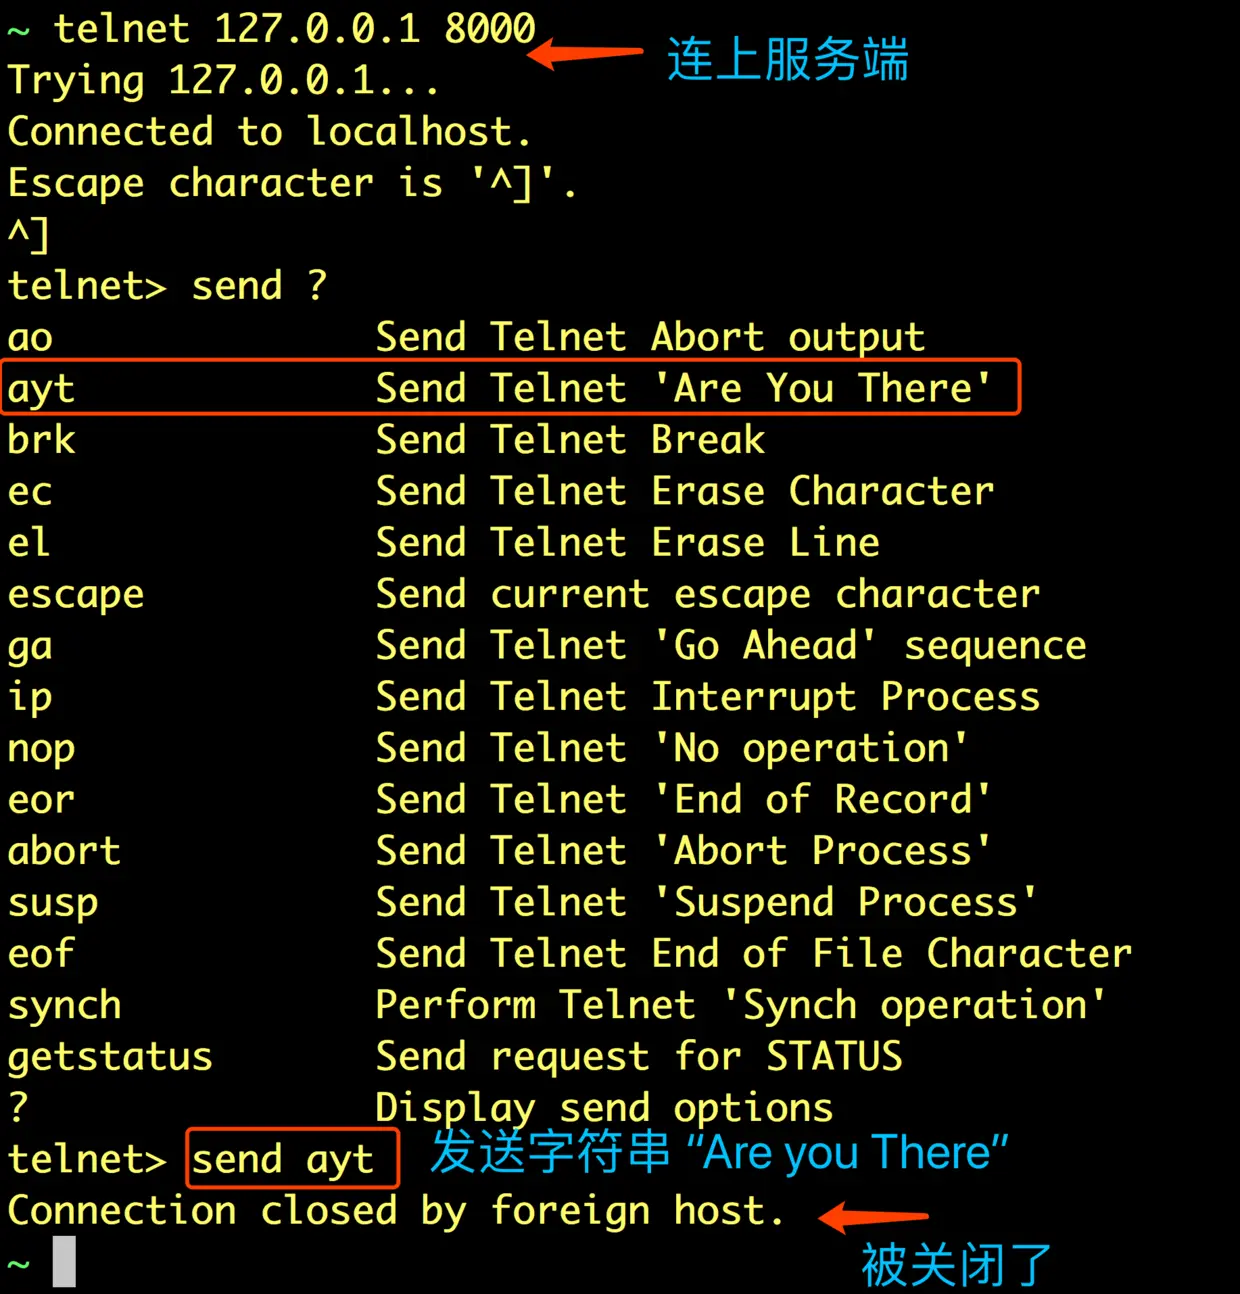 ~ telnet 127.0.0.1 8000
连上服务端
Trying 127.0.0.1...
Connected to localhost.
Escape character is '^]'.
^]
telnet> send ?
ao Send Telnet Abort output
ayt Send Telnet 'Are You There'
brk Send Telnet Break
ec Send Telnet Erase Character
el Send Telnet Erase Line
escape Send current escape character
ga Send Telnet 'Go Ahead' sequence
ip Send Telnet Interrupt Process
nop Send Telnet 'No operation'
eor Send Telnet 'End of Record'
abort Send Telnet 'Abort Process'
susp Send Telnet 'Suspend Process'
eof Send Telnet End of File Character
synch Perform Telnet 'Synch operation'
getstatus Send request for STATUS
? Display send options
telnet> send ayt 发送字符串 “Are you There”
Connection closed by foreign host.
被关闭了
~